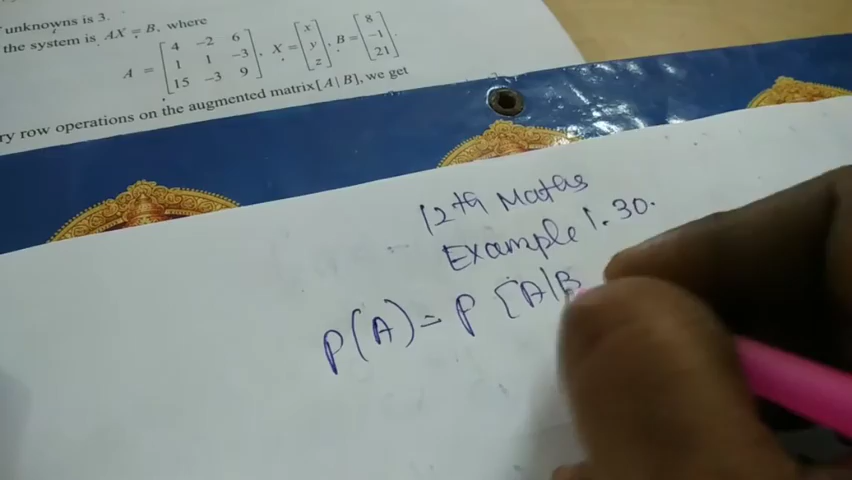 unknowns is 3.
the system is AX = B, where
A = [4 -2 6; 1 1 -3; 15 -3 9], X = [x; y; z], B = [8; -1; 21].
ry row operations on the augmented matrix [A | B], we get
12th Maths
Example 1.30.
ρ(A) = ρ [A|B